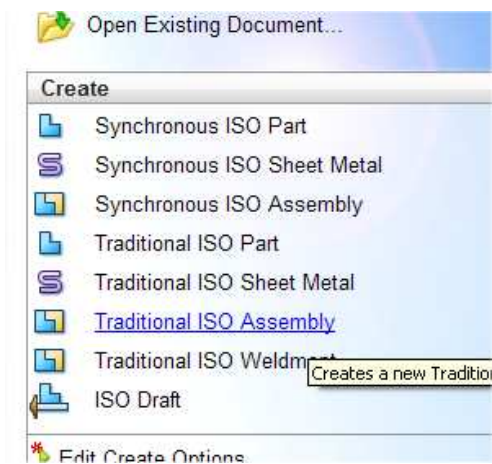 Open Existing Document...
Create
Synchronous ISO Part
Synchronous ISO Sheet Metal
Synchronous ISO Assembly
Traditional ISO Part
Traditional ISO Sheet Metal
Traditional ISO Assembly
Traditional ISO Weldment
Creates a new Traditio
ISO Draft
Edit Create Options